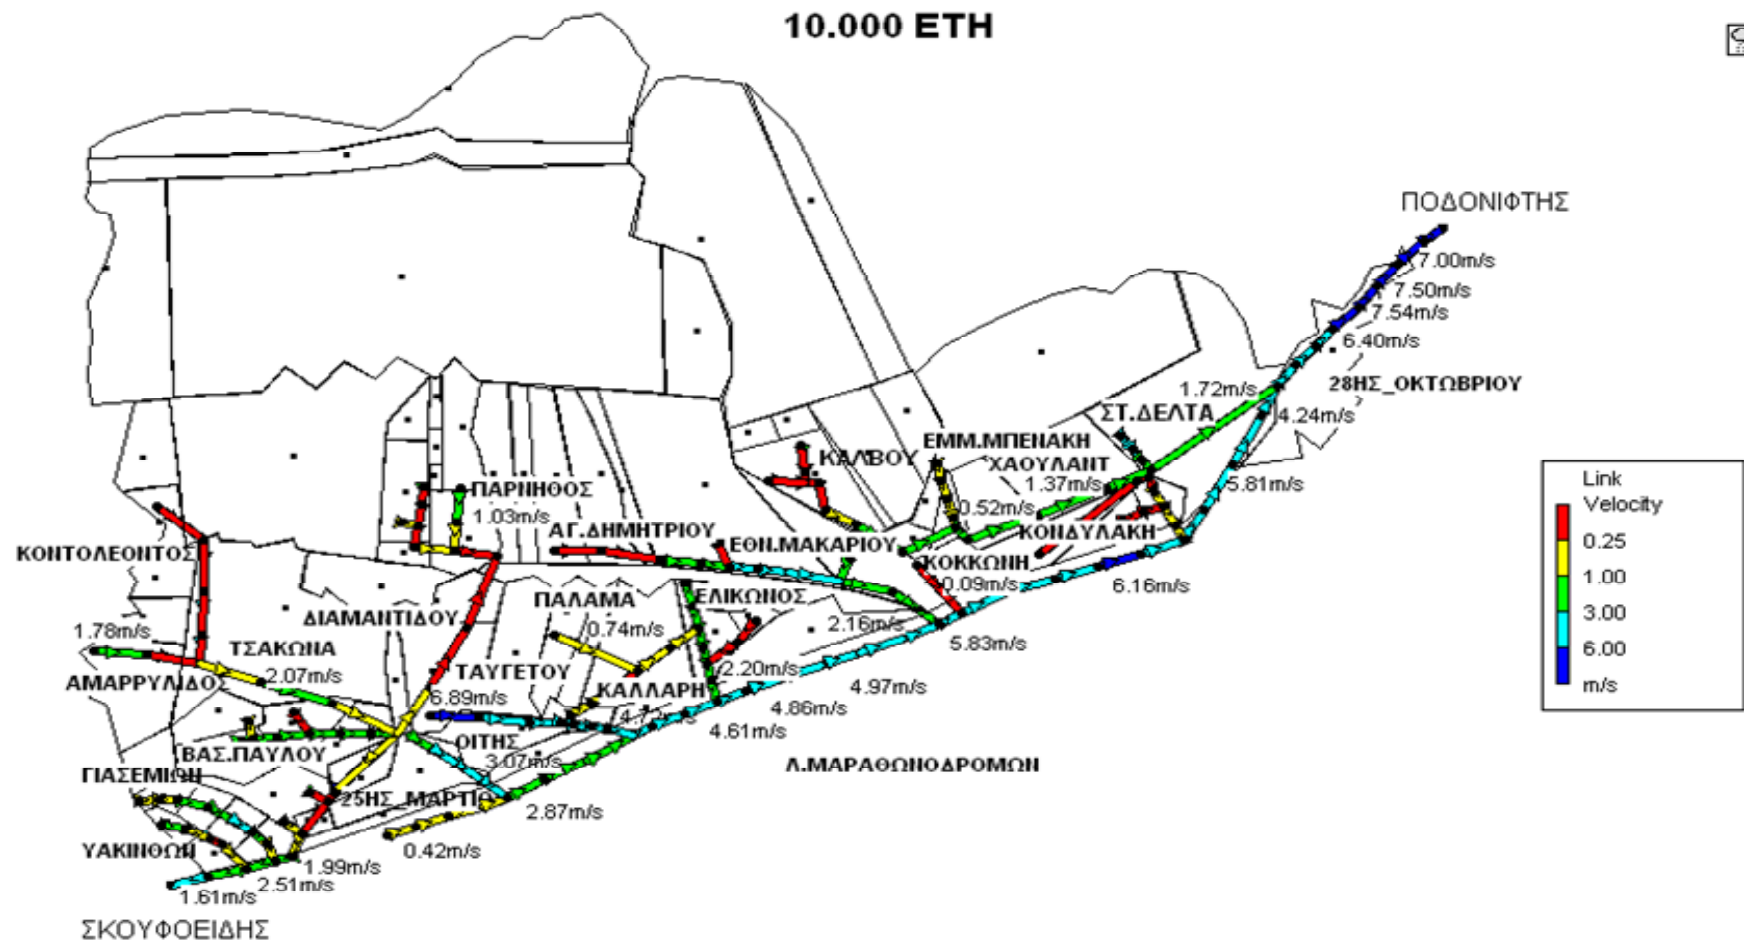 10.000 ΕΤΗ
ΠΟΔΟΝΙΦΤΗΣ
7.00m/s
7.50m/s
7.54m/s
6.40m/s
28ΗΣ_ΟΚΤΩΒΡΙΟΥ
1.72m/s
4.24m/s
ΣΤ.ΔΕΛΤΑ
ΕΜΜ.ΜΠΕΝΑΚΗ
ΚΑΛΒΟΥ
ΧΑΟΥΛΑΝΤ
1.37m/s
5.81m/s
ΠΑΡΝΗΘΟΣ
1.03m/s
0.52m/s
ΑΓ.ΔΗΜΗΤΡΙΟΥ
ΚΟΝΔΥΛΑΚΗ
ΕΘΝ.ΜΑΚΑΡΙΟΥ
ΚΟΝΤΟΛΕΟΝΤΟΣ
ΚΟΚΚΩΝΗ
0.09m/s
6.16m/s
ΠΑΛΑΜΑ
ΕΛΙΚΩΝΟΣ
ΔΙΑΜΑΝΤΙΔΟΥ
0.74m/s
2.16m/s
1.78m/s
5.83m/s
ΤΣΑΚΩΝΑ
2.07m/s
ΤΑΥΓΕΤΟΥ
2.20m/s
ΑΜΑΡΡΥΛΙΔΟΣ
6.89m/s
ΚΑΛΛΑΡΗ
4.97m/s
4.86m/s
4.61m/s
ΟΙΤΗΣ
ΒΑΣ.ΠΑΥΛΟΥ
3.07m/s
Λ.ΜΑΡΑΘΩΝΟΔΡΟΜΩΝ
ΓΙΑΣΕΜΙΩΝ
25ΗΣ_ΜΑΡΤΙΟΥ
2.87m/s
ΥΑΚΙΝΘΩΝ
0.42m/s
1.99m/s
2.51m/s
1.61m/s
ΣΚΟΥΦΟΕΙΔΗΣ
Link
Velocity
0.25
1.00
3.00
6.00
m/s